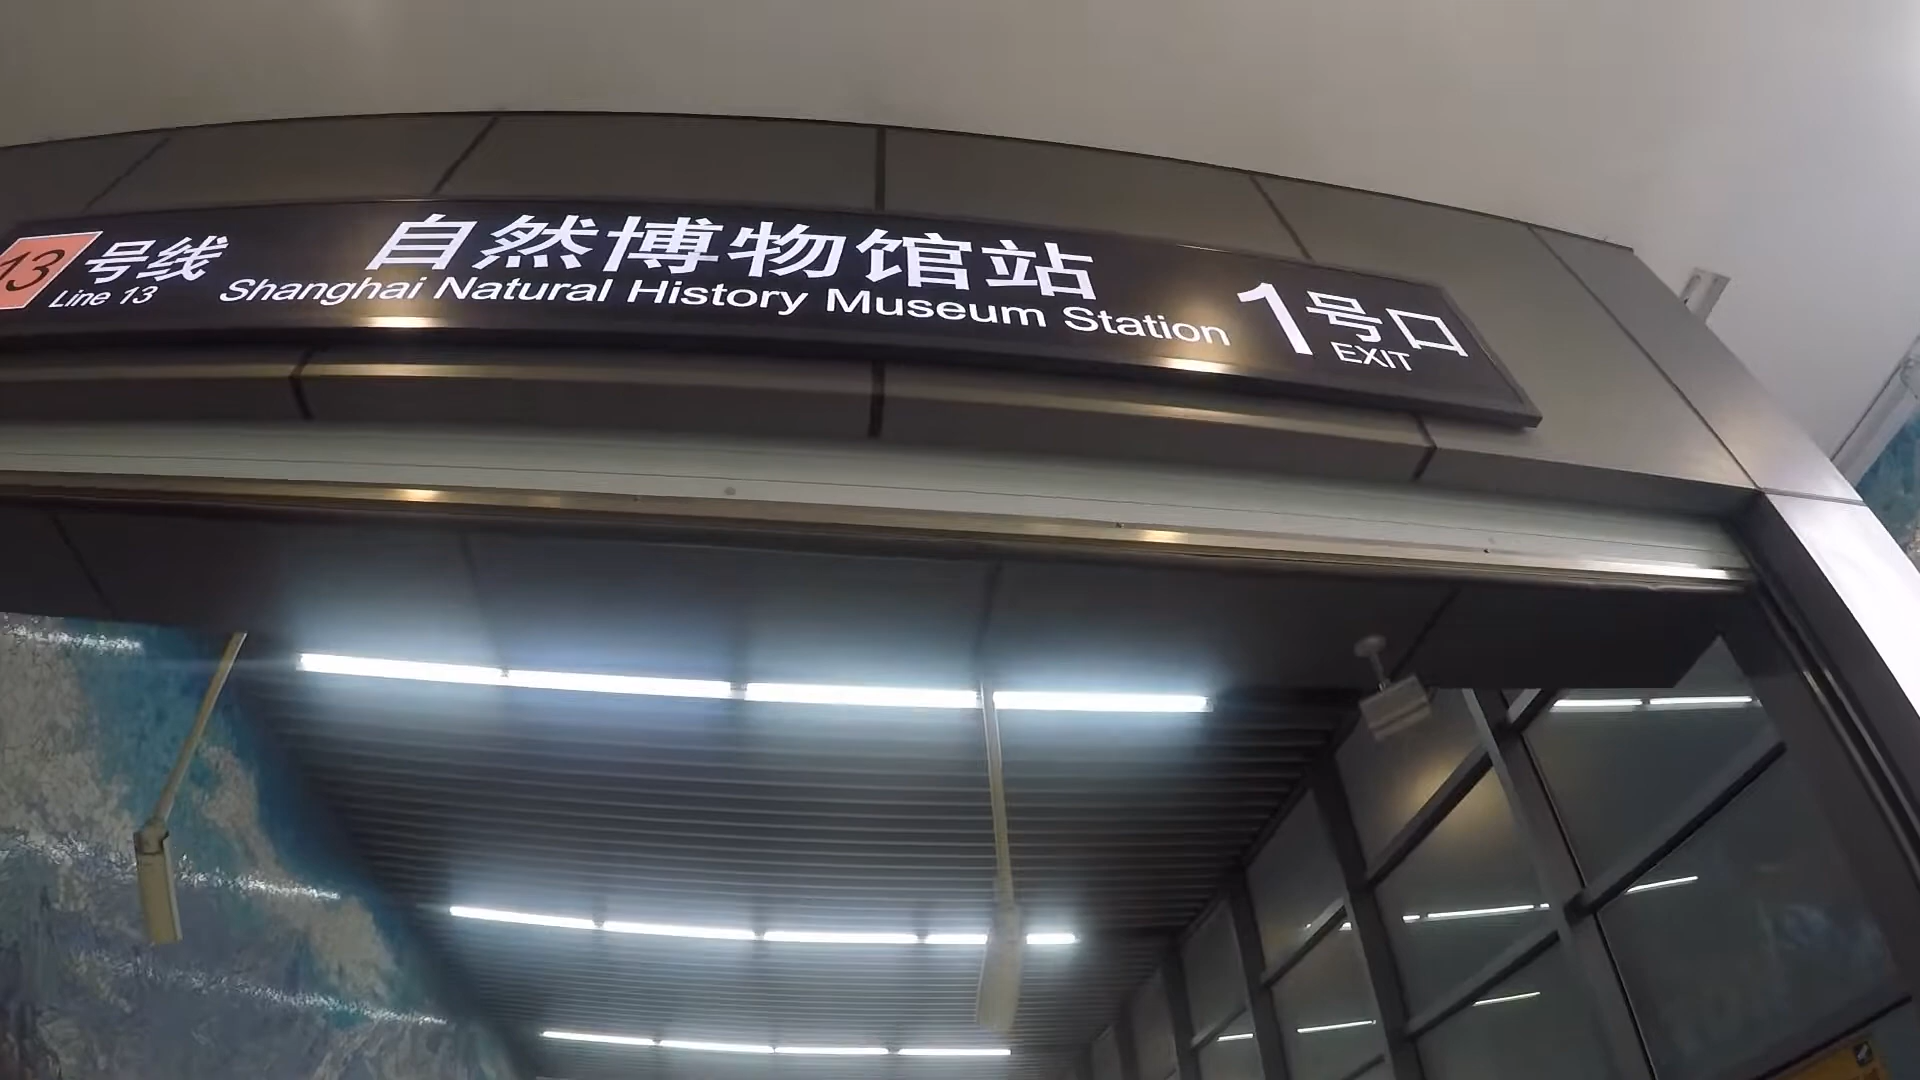 13 号线
Line 13
自然博物馆站
Shanghai Natural History Museum Station
1号口
EXIT